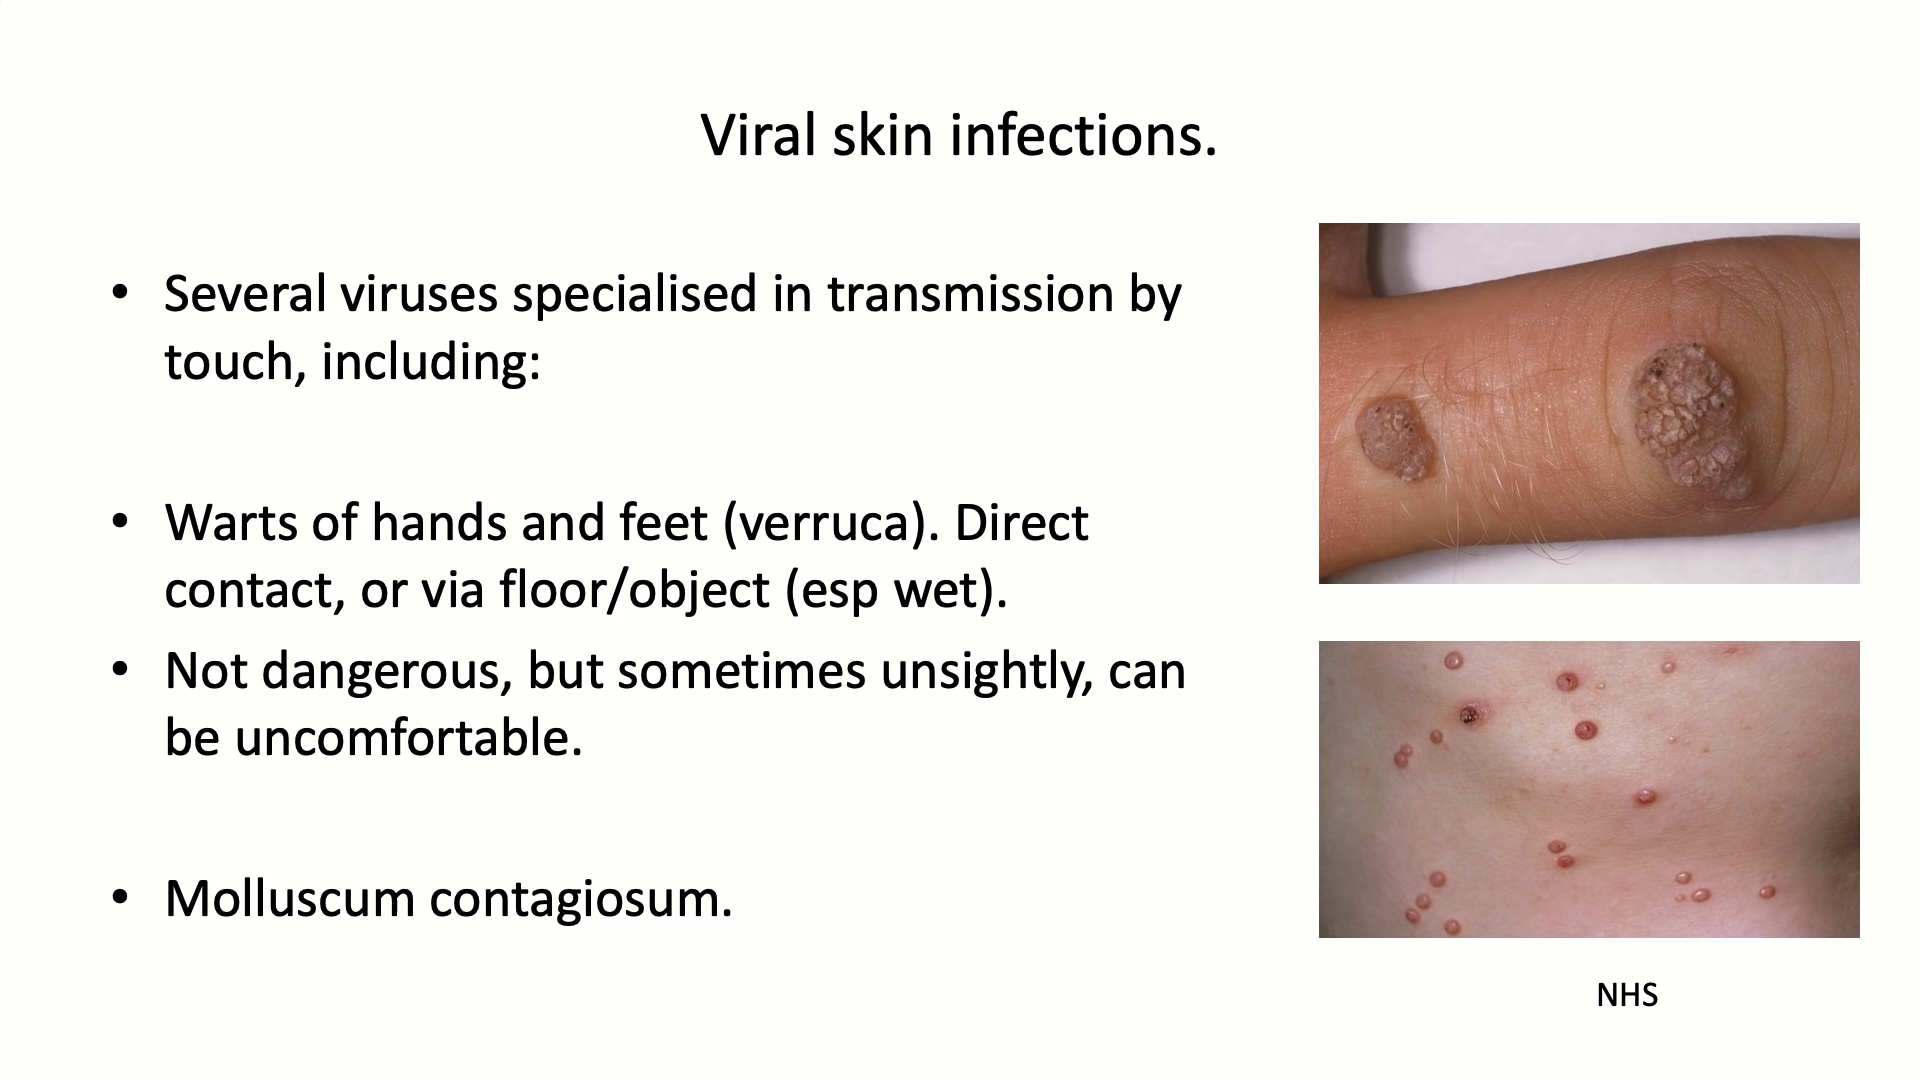 Viral skin infections.
• Several viruses specialised in transmission by
touch, including:
• Warts of hands and feet (verruca). Direct
contact, or via floor/object (esp wet).
• Not dangerous, but sometimes unsightly, can
be uncomfortable.
• Molluscum contagiosum.
NHS